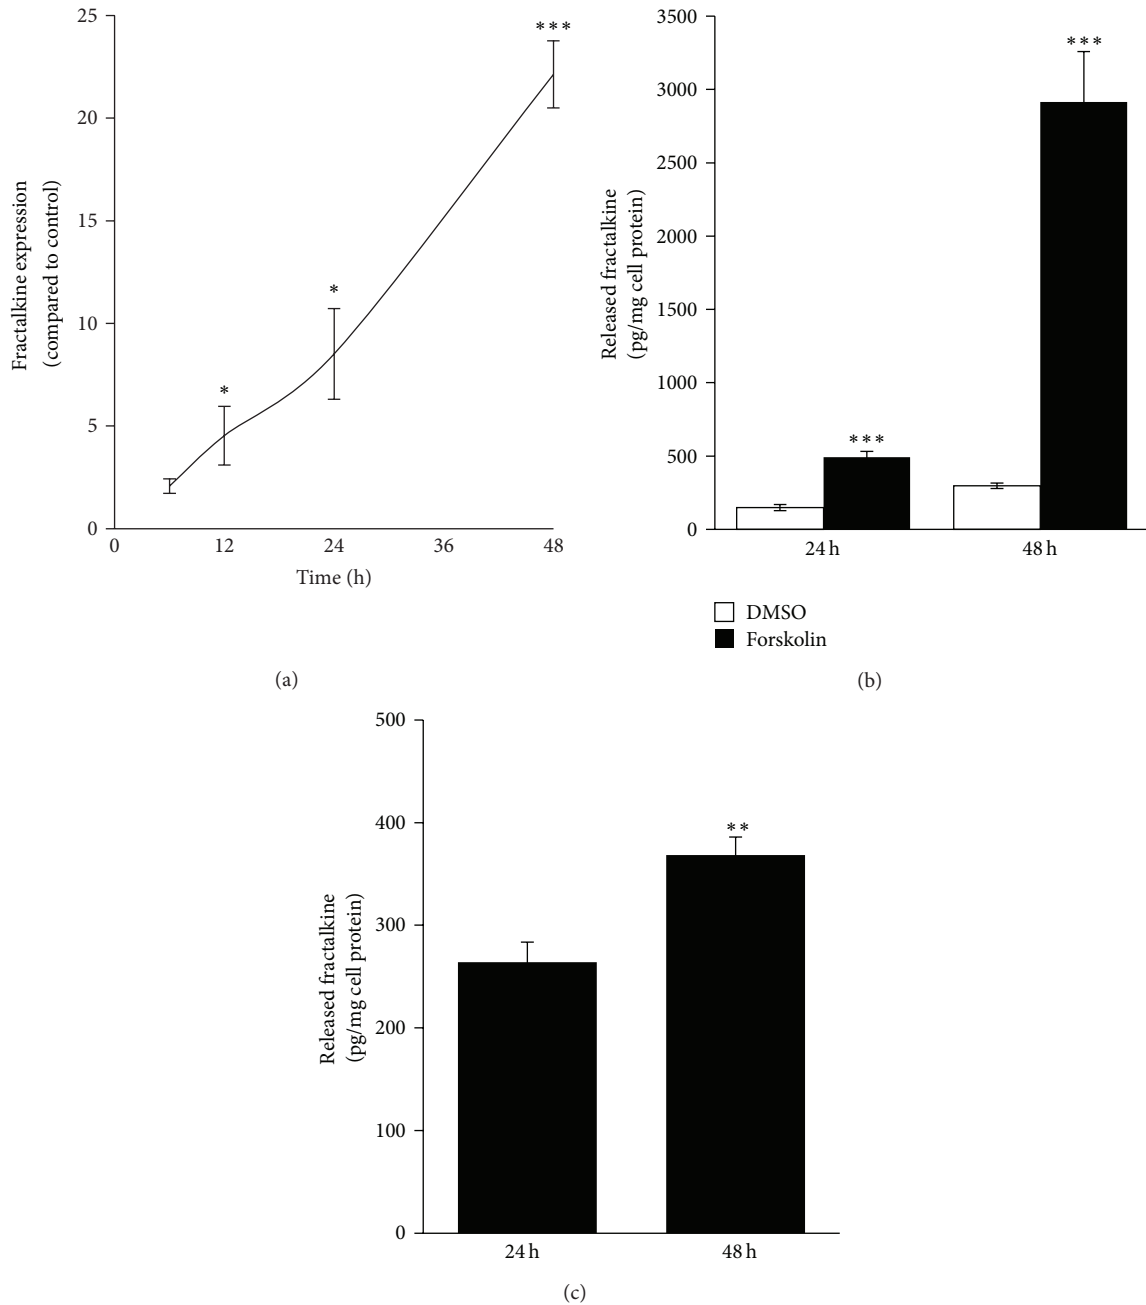 25
20
15
10
5
0
0 12 24 36 48
Time (h)
Fractalkine expression
(compared to control)
*
*
***
(a)
3500
3000
2500
2000
1500
1000
500
0
24 h 48 h
Released fractalkine
(pg/mg cell protein)
***
***
DMSO
Forskolin
(b)
500
400
300
200
100
0
24 h 48 h
Released fractalkine
(pg/mg cell protein)
**
(c)